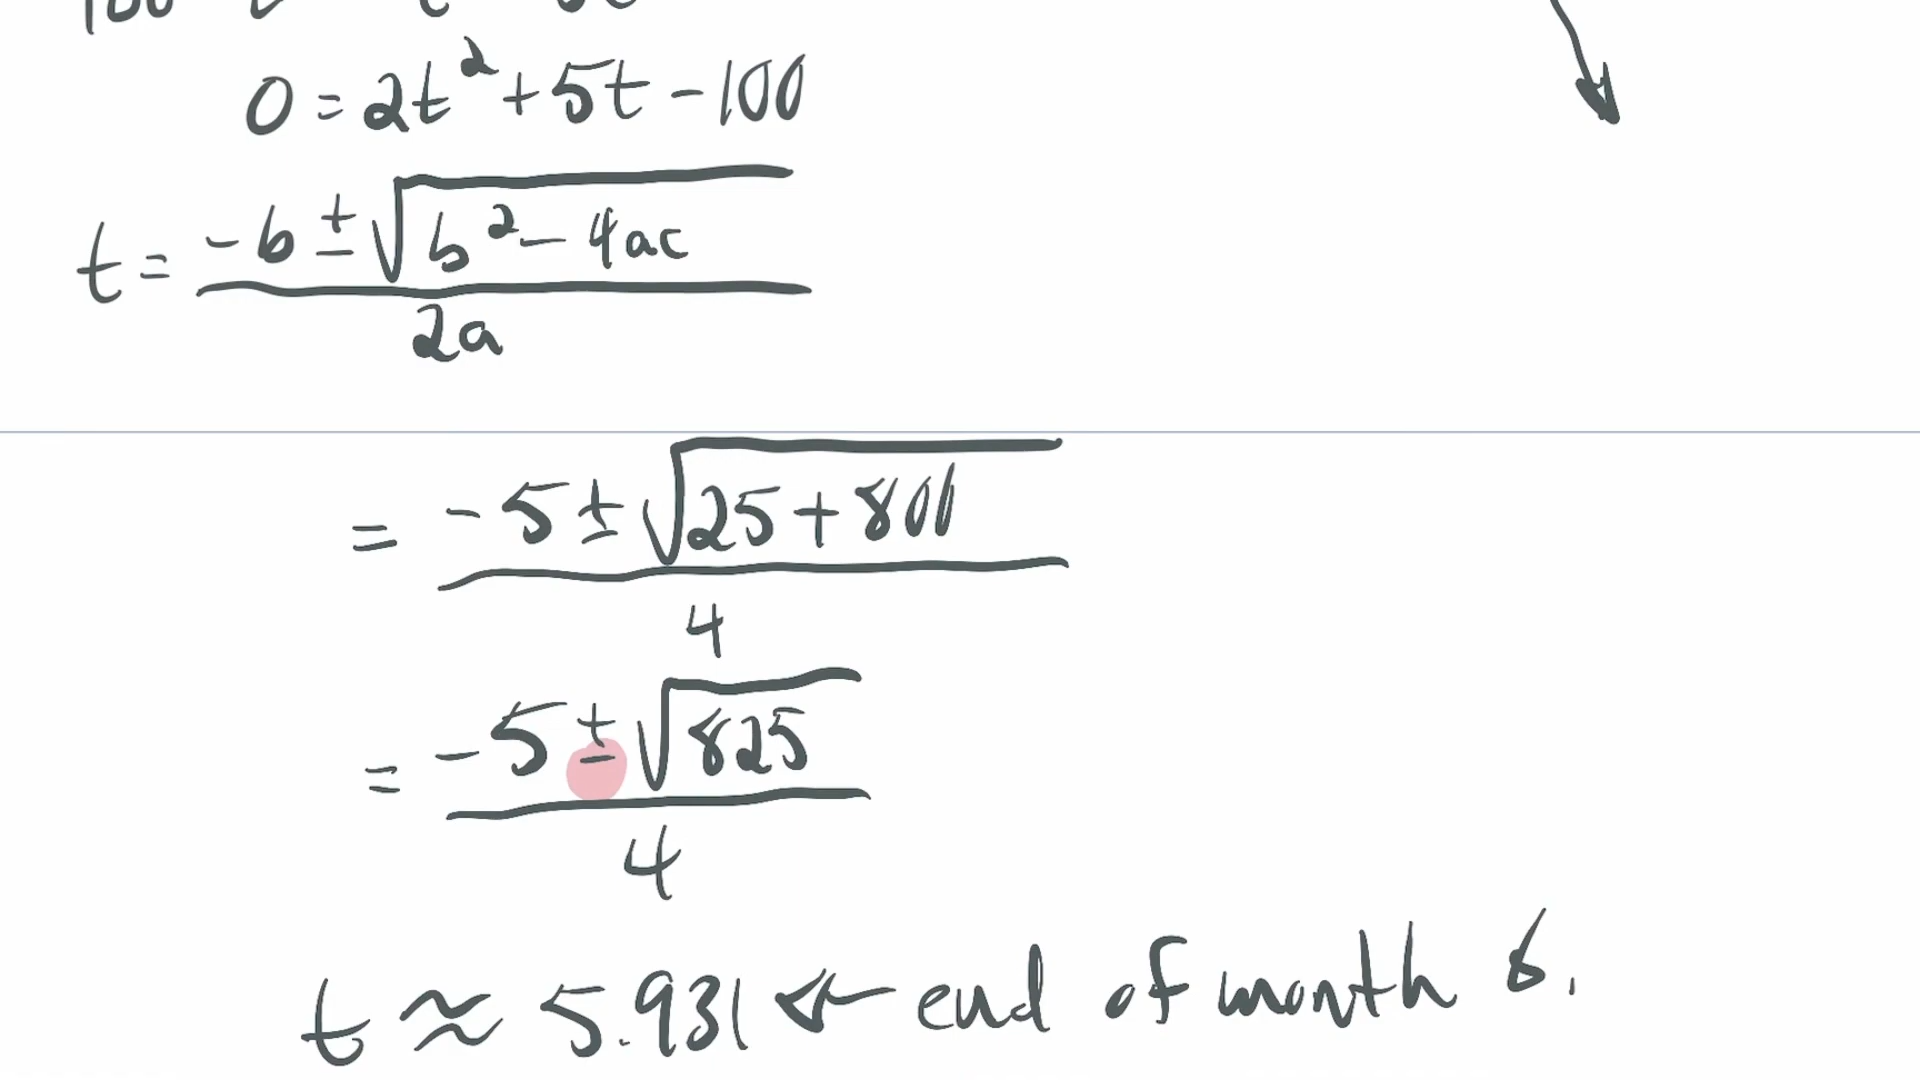 0 = 2t² + 5t - 100
t = (-b ± √(b² - 4ac)) / 2a
= (-5 ± √(25 + 800)) / 4
= (-5 ± √825) / 4
t ≈ 5.931 ← end of month 6.